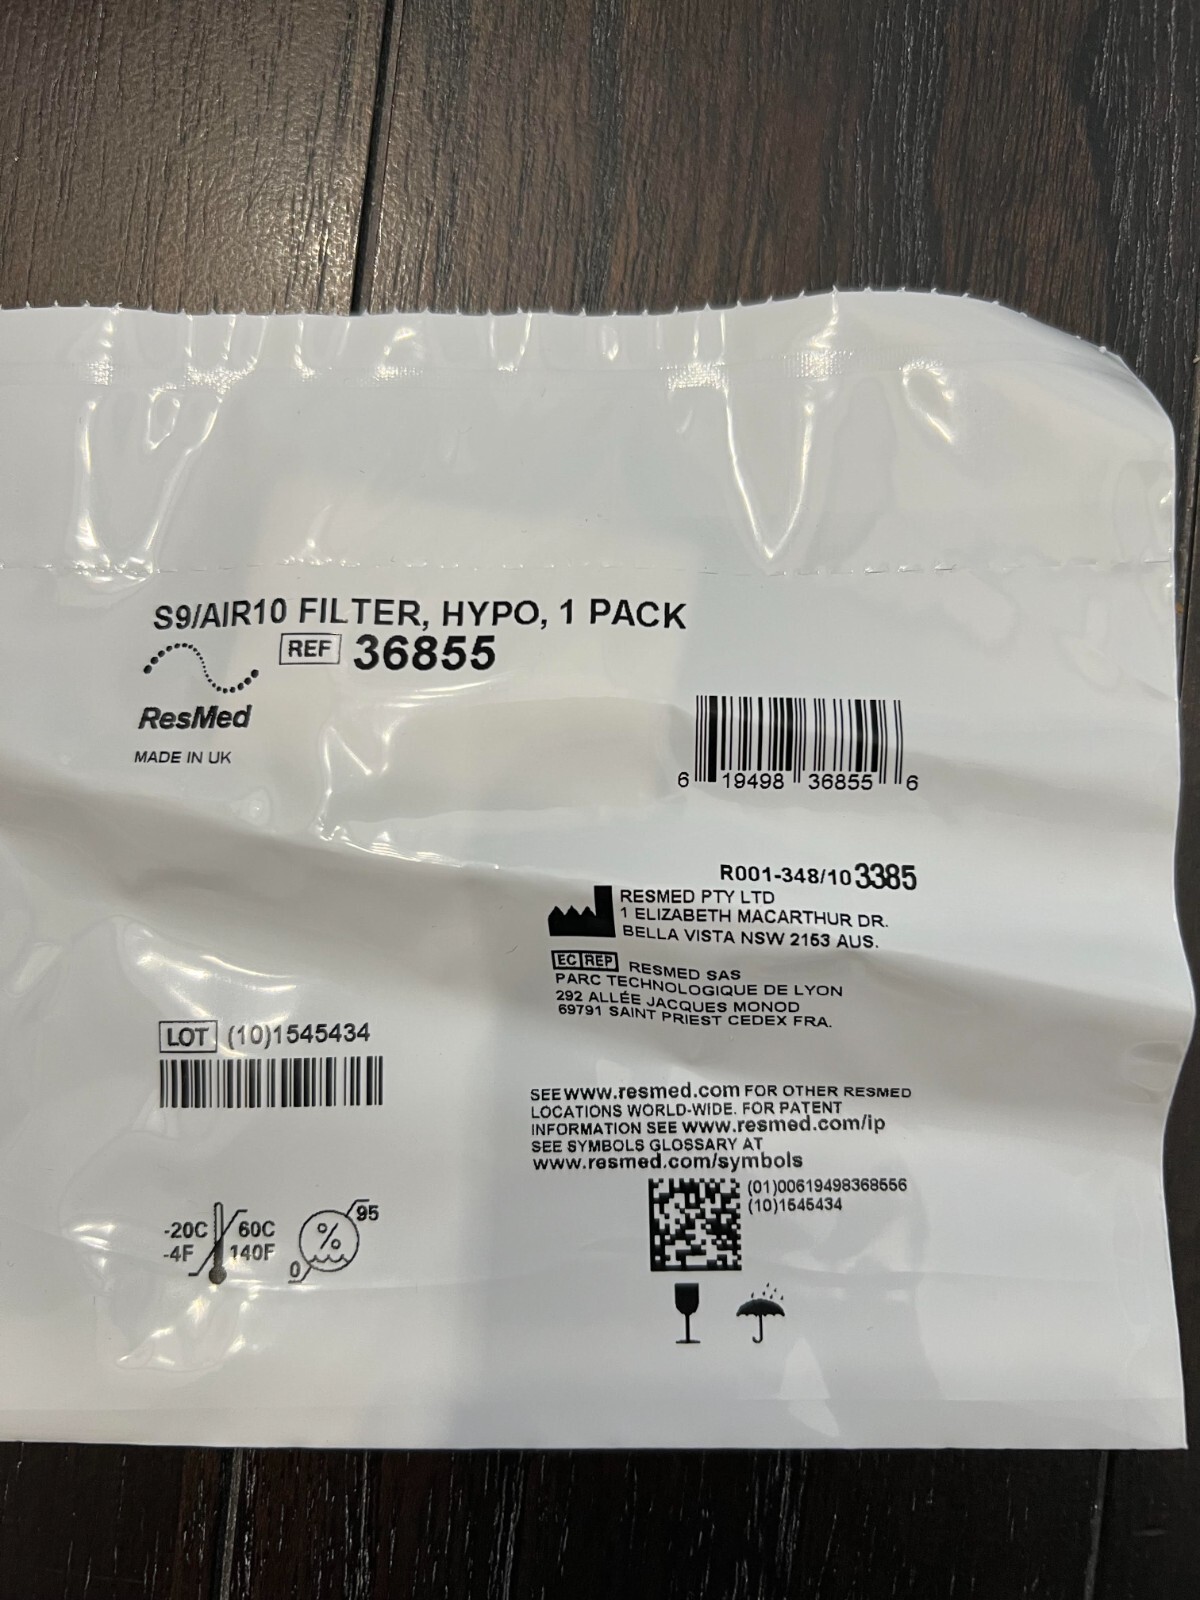 S9/AIR10 FILTER, HYPO, 1 PACK
REF 36855
ResMed
MADE IN UK
6 19498 36855 6
R001-348/10 3385
RESMED PTY LTD
1 ELIZABETH MACARTHUR DR.
BELLA VISTA NSW 2153 AUS.
EC REP RESMED SAS
PARC TECHNOLOGIQUE DE LYON
292 ALLÉE JACQUES MONOD
69791 SAINT PRIEST CEDEX FRA.
LOT (10)1545434
SEE www.resmed.com FOR OTHER RESMED
LOCATIONS WORLD-WIDE. FOR PATENT
INFORMATION SEE www.resmed.com/ip
SEE SYMBOLS GLOSSARY AT
www.resmed.com/symbols
(01)00619498368556
(10)1545434
-20C 60C
-4F 140F
% 95
0